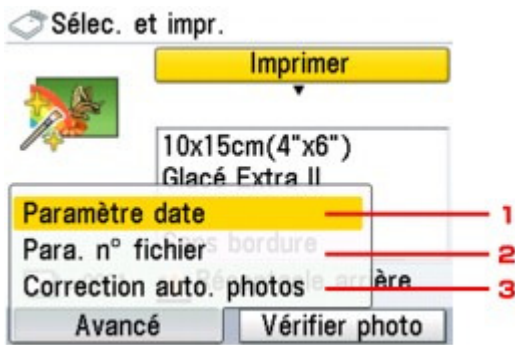 Sélec. et impr.
Imprimer
10x15cm(4"x6")
Glacé Extra II
Paramètre date 1
Para. n° fichier bordure 2
Correction auto. photos 3
Avancé Vérifier photo